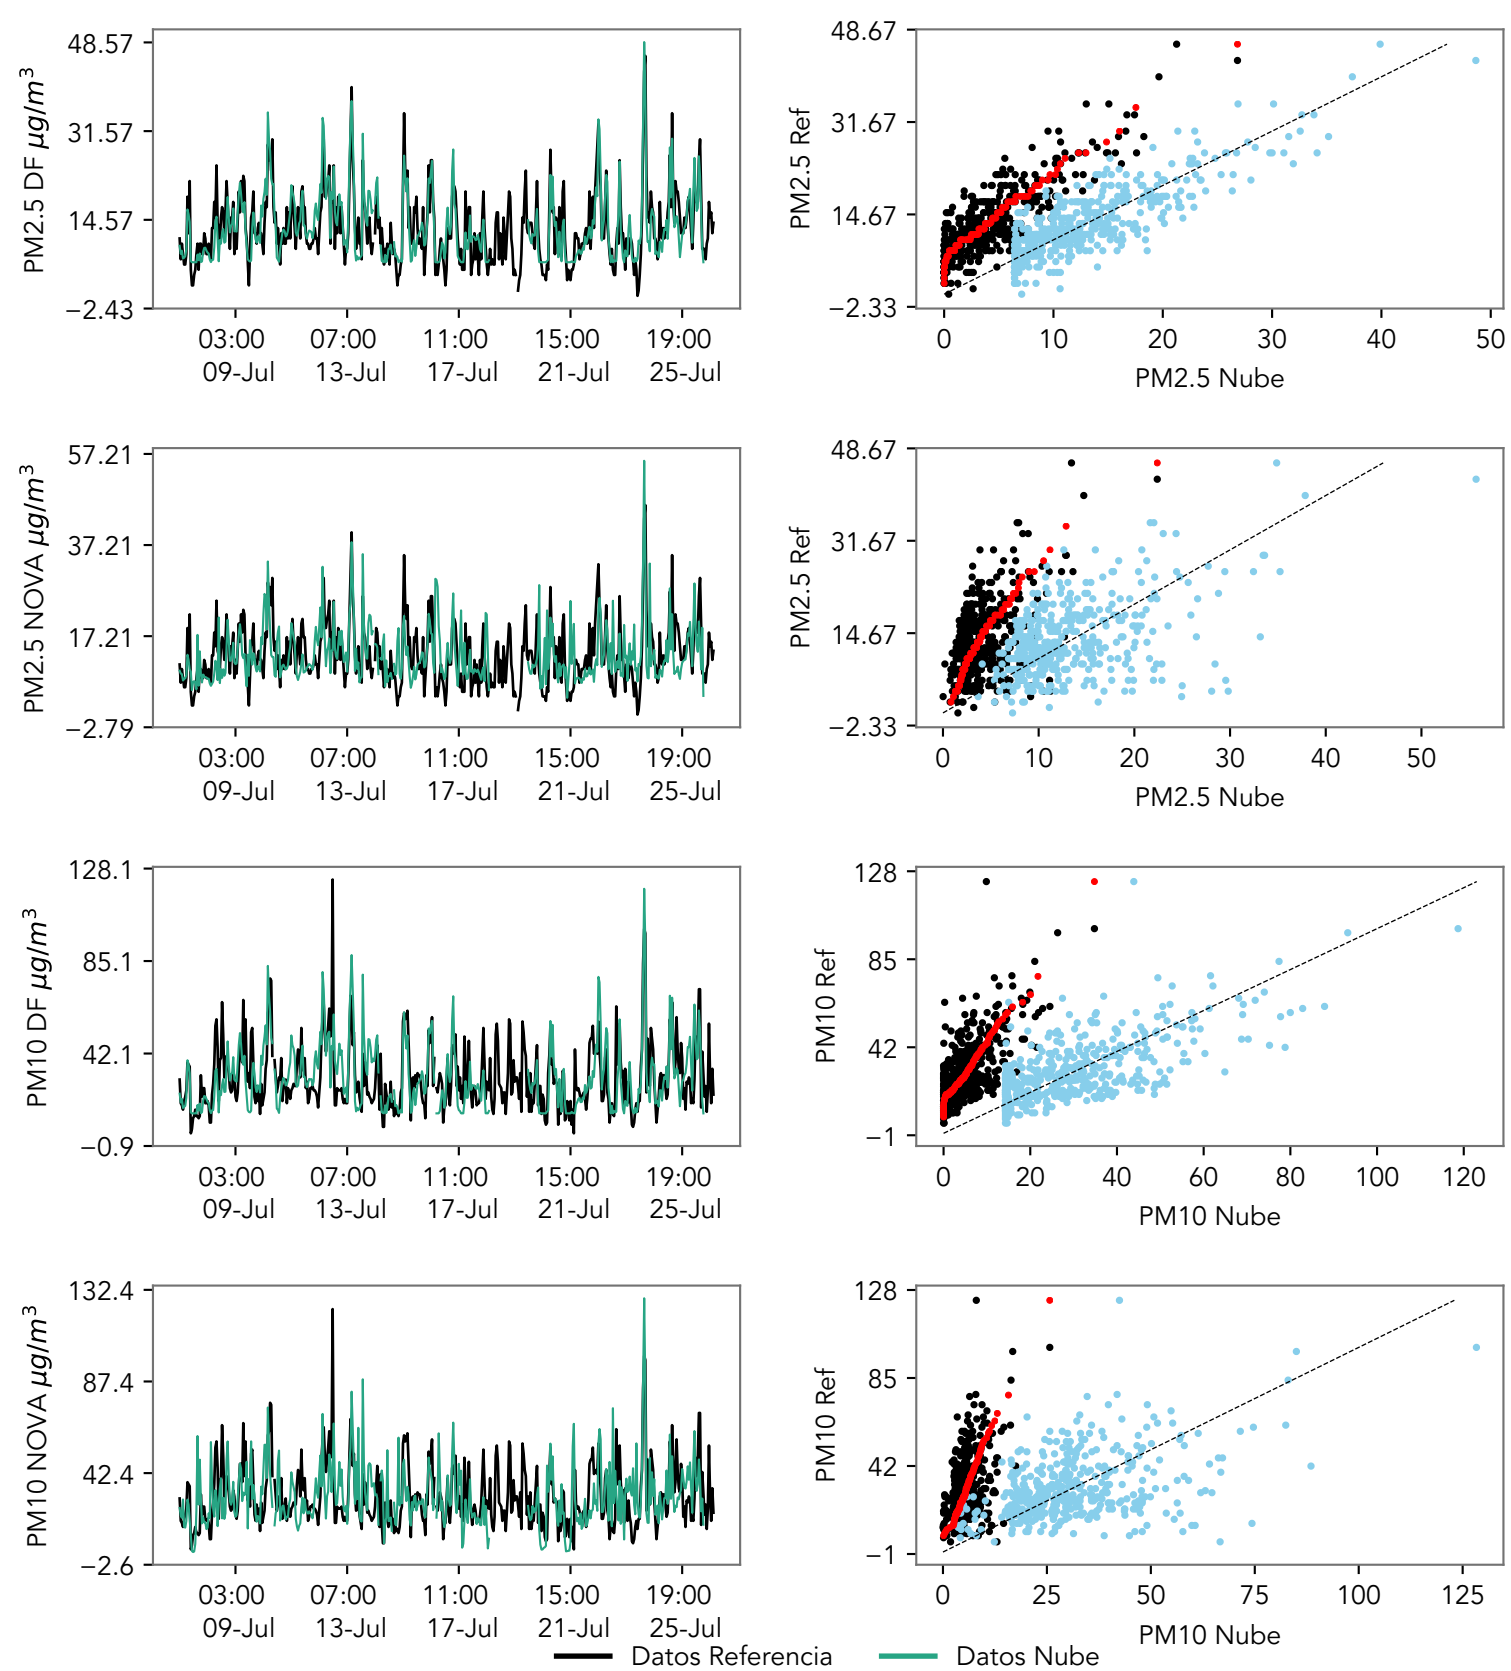 PM2.5 DF µg/m³
48.57
31.57
14.57
−2.43
03:00 07:00 11:00 15:00 19:00
09-Jul 13-Jul 17-Jul 21-Jul 25-Jul
PM2.5 Ref
48.67
31.67
14.67
−2.33
0 10 20 30 40 50
PM2.5 Nube
PM2.5 NOVA µg/m³
57.21
37.21
17.21
−2.79
03:00 07:00 11:00 15:00 19:00
09-Jul 13-Jul 17-Jul 21-Jul 25-Jul
PM2.5 Ref
48.67
31.67
14.67
−2.33
0 10 20 30 40 50
PM2.5 Nube
PM10 DF µg/m³
128.1
85.1
42.1
−0.9
03:00 07:00 11:00 15:00 19:00
09-Jul 13-Jul 17-Jul 21-Jul 25-Jul
PM10 Ref
128
85
42
−1
0 20 40 60 80 100 120
PM10 Nube
PM10 NOVA µg/m³
132.4
87.4
42.4
−2.6
03:00 07:00 11:00 15:00 19:00
09-Jul 13-Jul 17-Jul 21-Jul 25-Jul
PM10 Ref
128
85
42
−1
0 25 50 75 100 125
PM10 Nube
Datos Referencia Datos Nube